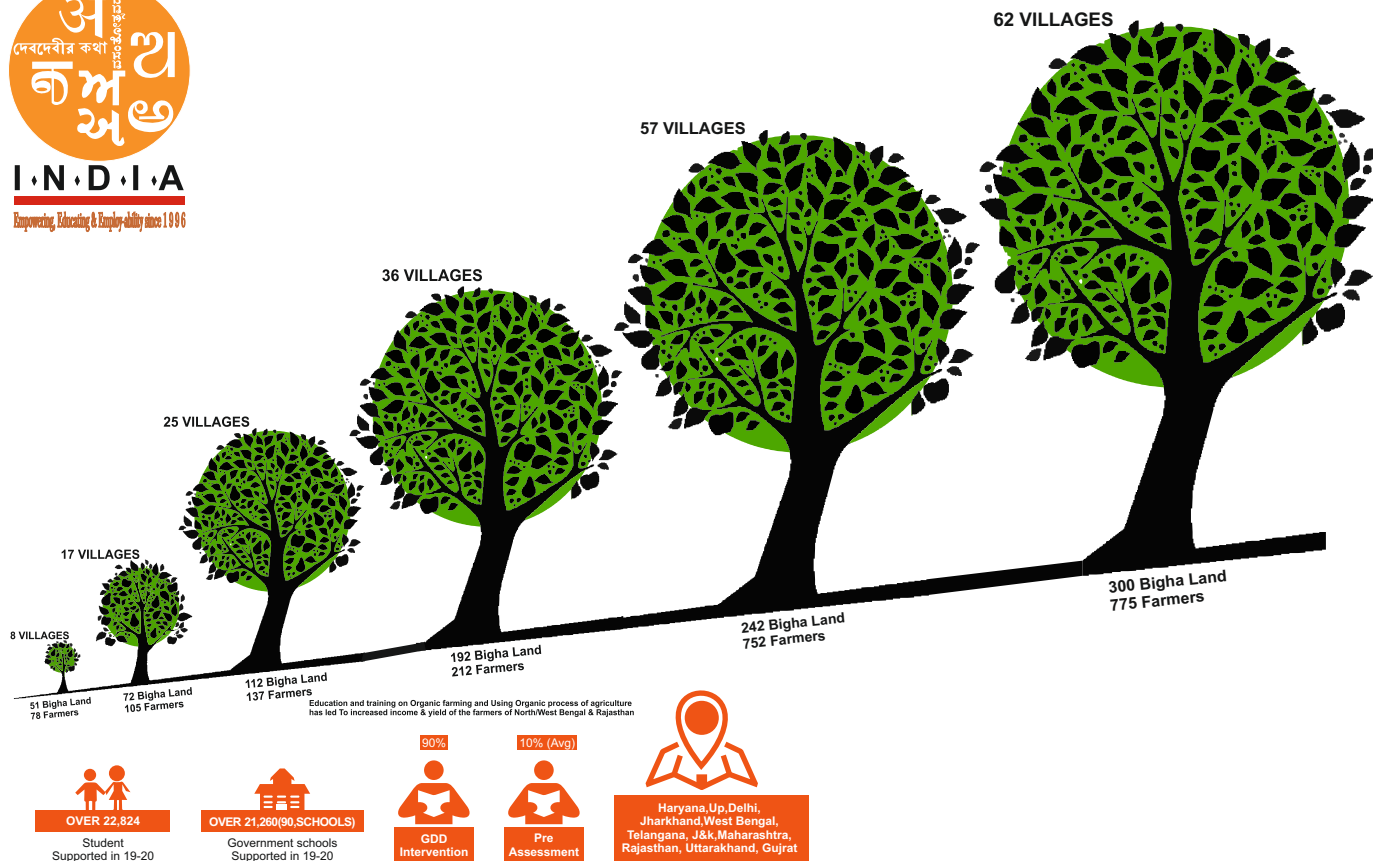 अ
দেবদেবীর কথা
ଅ
ਅ
અ
I·N·D·I·A
Empowering, Educating & Employ-ability since 1996
62 VILLAGES
57 VILLAGES
36 VILLAGES
25 VILLAGES
17 VILLAGES
8 VILLAGES
51 Bigha Land
78 Farmers
72 Bigha Land
105 Farmers
112 Bigha Land
137 Farmers
192 Bigha Land
212 Farmers
242 Bigha Land
752 Farmers
300 Bigha Land
775 Farmers
Education and training on Organic farming and Using Organic process of agriculture
has led To increased income & yield of the farmers of North/West Bengal & Rajasthan
OVER 22,824
Student
Supported in 19-20
OVER 21,260(90,SCHOOLS)
Government schools
Supported in 19-20
90%
GDD
Intervention
10% (Avg)
Pre
Assessment
Haryana,Up,Delhi,
Jharkhand,West Bengal,
Telangana, J&k,Maharashtra,
Rajasthan, Uttarakhand, Gujrat